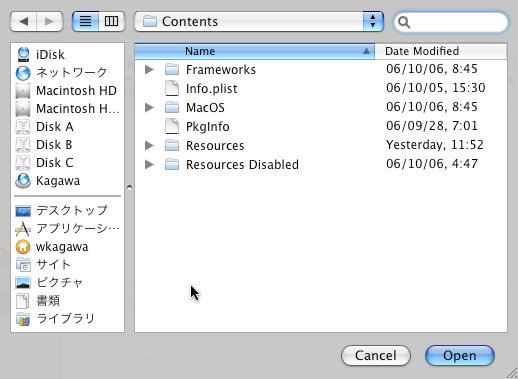 Contents
iDisk
ネットワーク
Macintosh HD
Macintosh H...
Disk A
Disk B
Disk C
Kagawa
デスクトップ
アプリケーシ...
wkagawa
サイト
ピクチャ
書類
ライブラリ
Name Date Modified
Frameworks 06/10/06, 8:45
Info.plist 06/10/05, 15:30
MacOS 06/10/06, 8:45
PkgInfo 06/09/28, 7:01
Resources Yesterday, 11:52
Resources Disabled 06/10/06, 4:47
Cancel Open